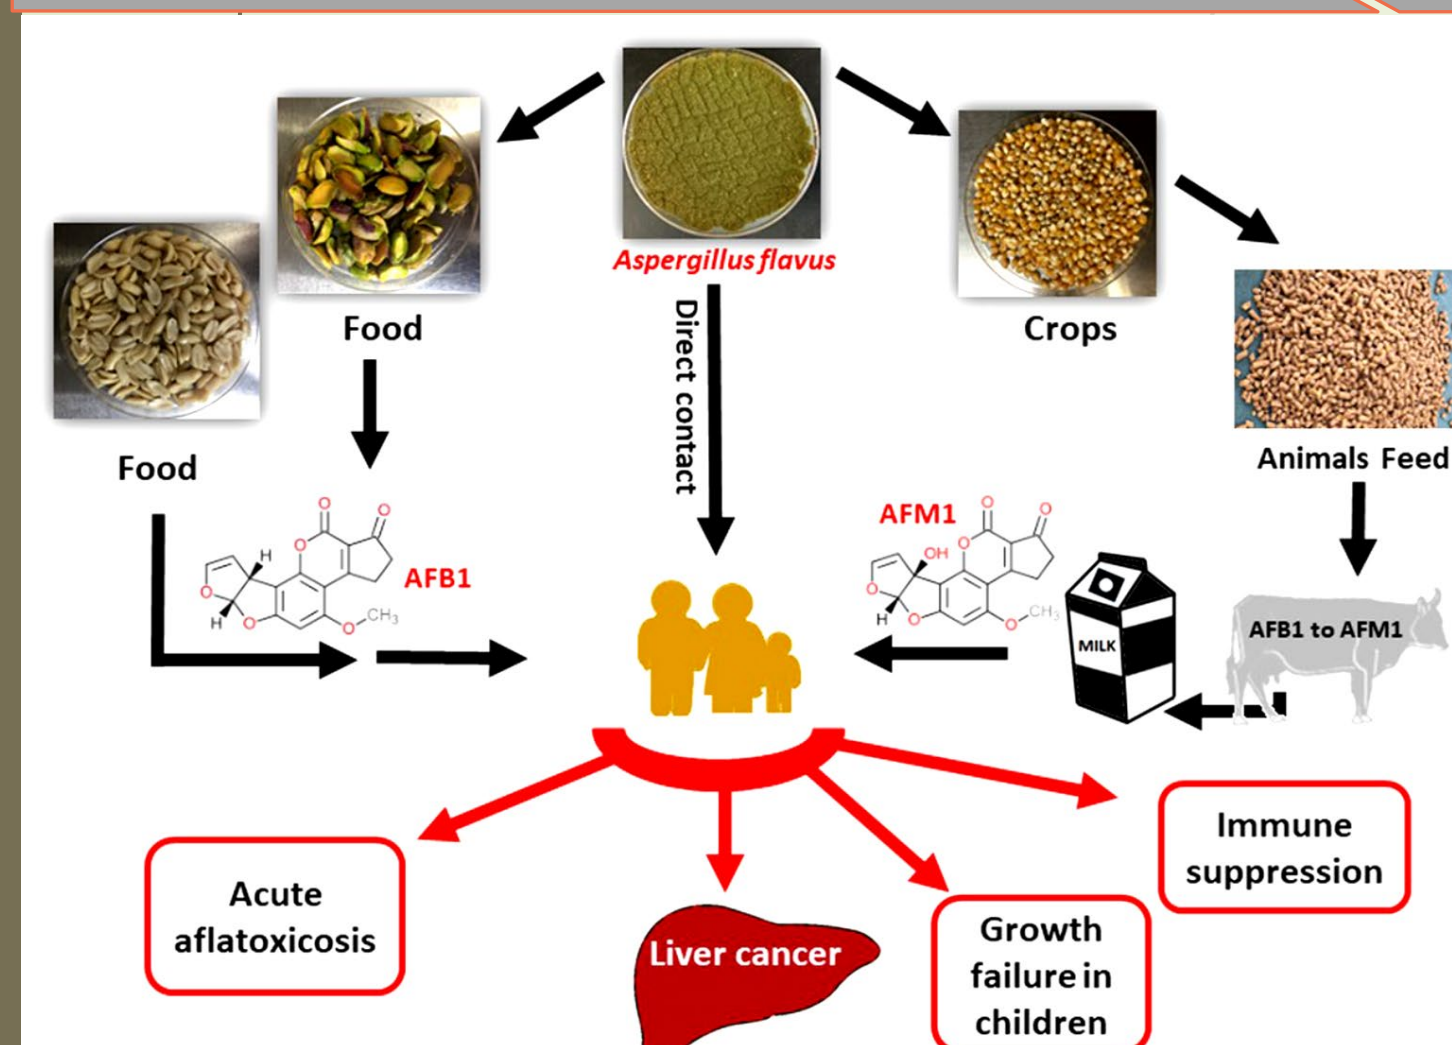 Aspergillus flavus
Food
Crops
Direct contact
Food
Animals Feed
AFB1
O
O
O
H
O
H
O
O
CH₃
AFM1
O
O
O
OH
O
H
O
O
CH₃
MILK
AFB1 to AFM1
Acute
aflatoxicosis
Liver cancer
Growth
failure in
children
Immune
suppression